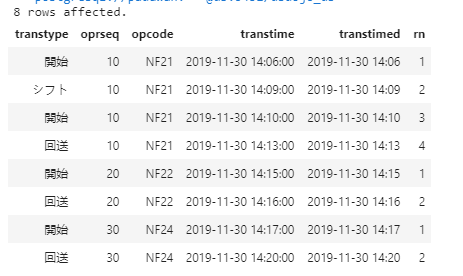 8 rows affected.
transtype oprseq opcode transtime transtimed rn
開始 10 NF21 2019-11-30 14:06:00 2019-11-30 14:06 1
シフト 10 NF21 2019-11-30 14:09:00 2019-11-30 14:09 2
開始 10 NF21 2019-11-30 14:10:00 2019-11-30 14:10 3
回送 10 NF21 2019-11-30 14:13:00 2019-11-30 14:13 4
開始 20 NF22 2019-11-30 14:15:00 2019-11-30 14:15 1
回送 20 NF22 2019-11-30 14:16:00 2019-11-30 14:16 2
開始 30 NF24 2019-11-30 14:17:00 2019-11-30 14:17 1
回送 30 NF24 2019-11-30 14:20:00 2019-11-30 14:20 2